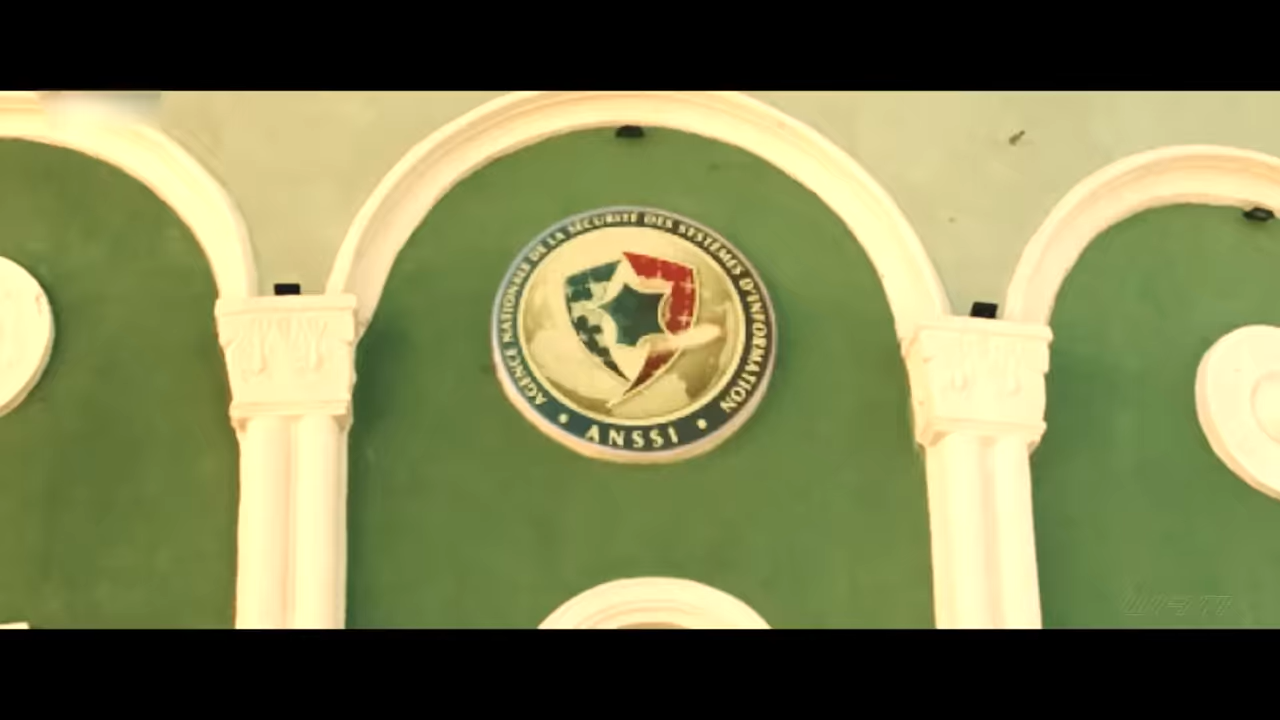 AGENCE NATIONALE DE LA SÉCURITÉ DES SYSTÈMES D'INFORMATION
• ANSSI •